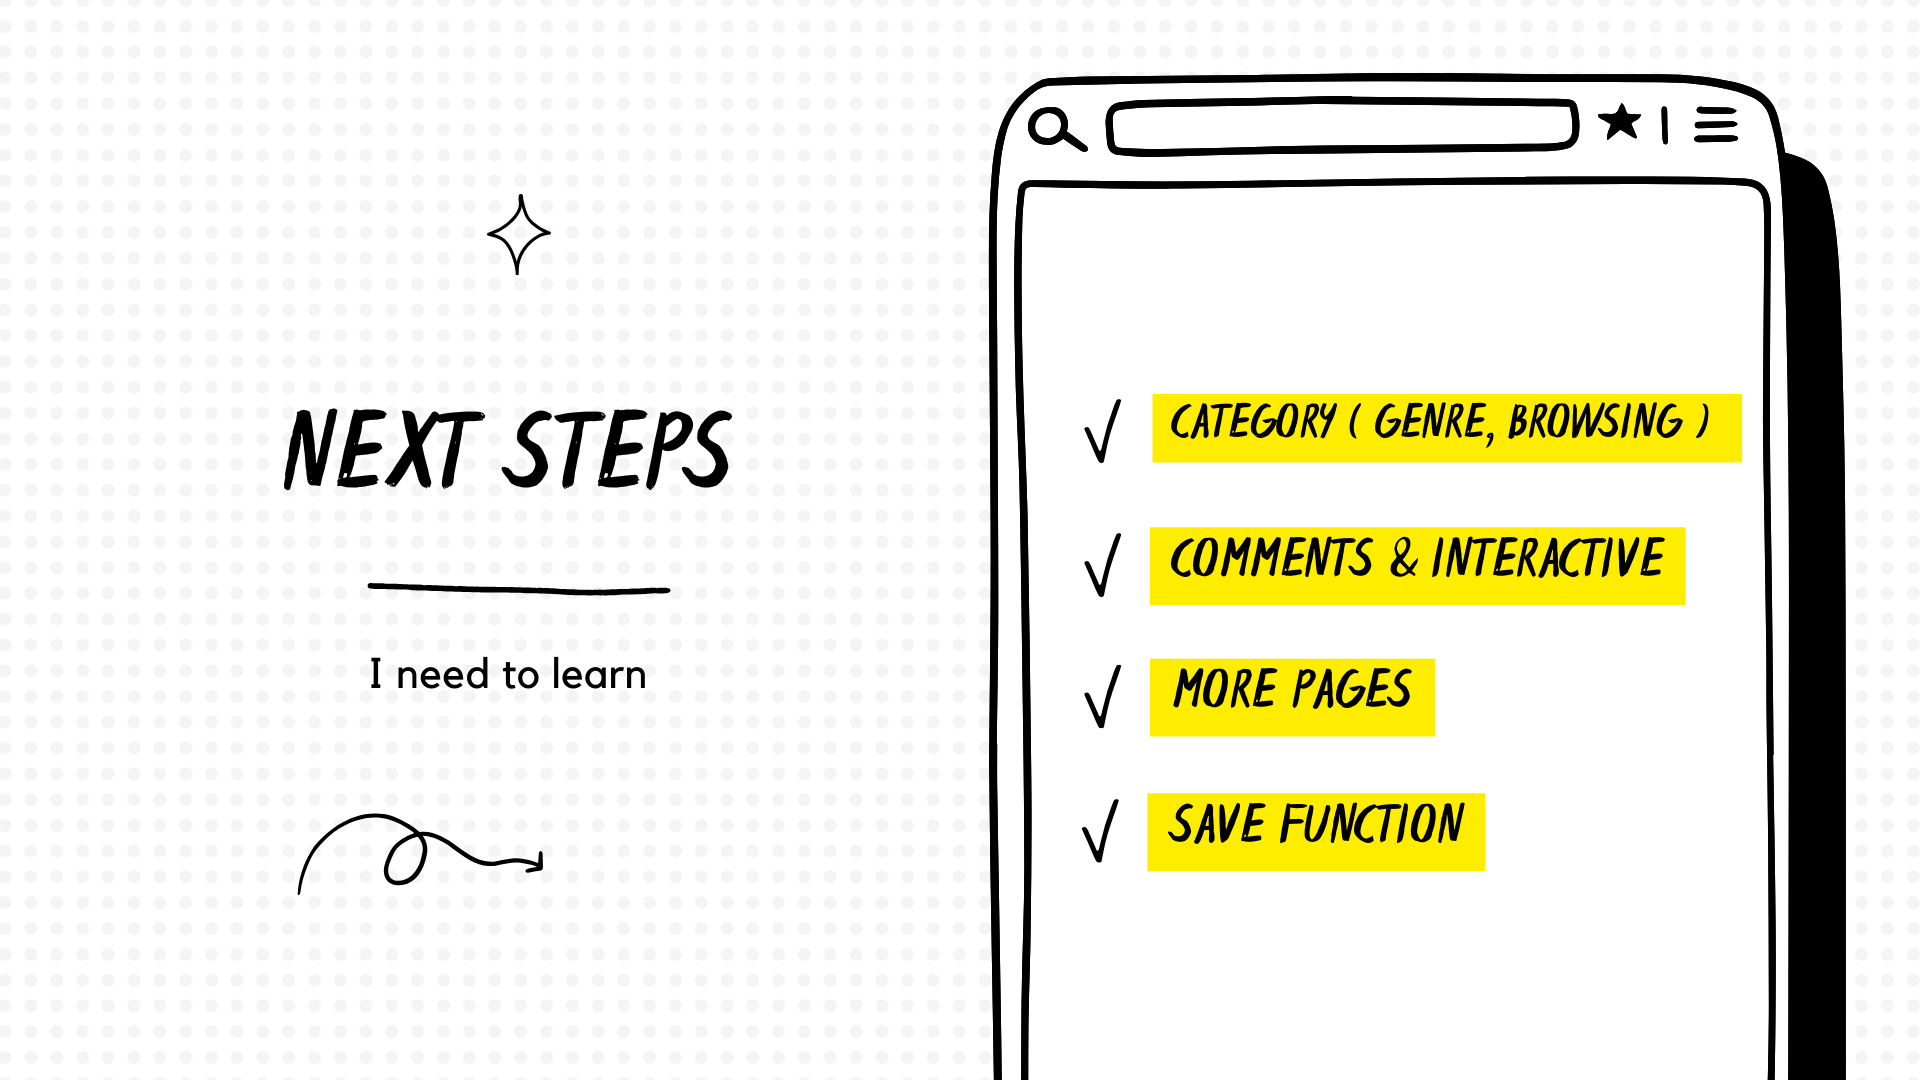 NEXT STEPS
I need to learn
CATEGORY ( GENRE, BROWSING )
COMMENTS & INTERACTIVE
MORE PAGES
SAVE FUNCTION